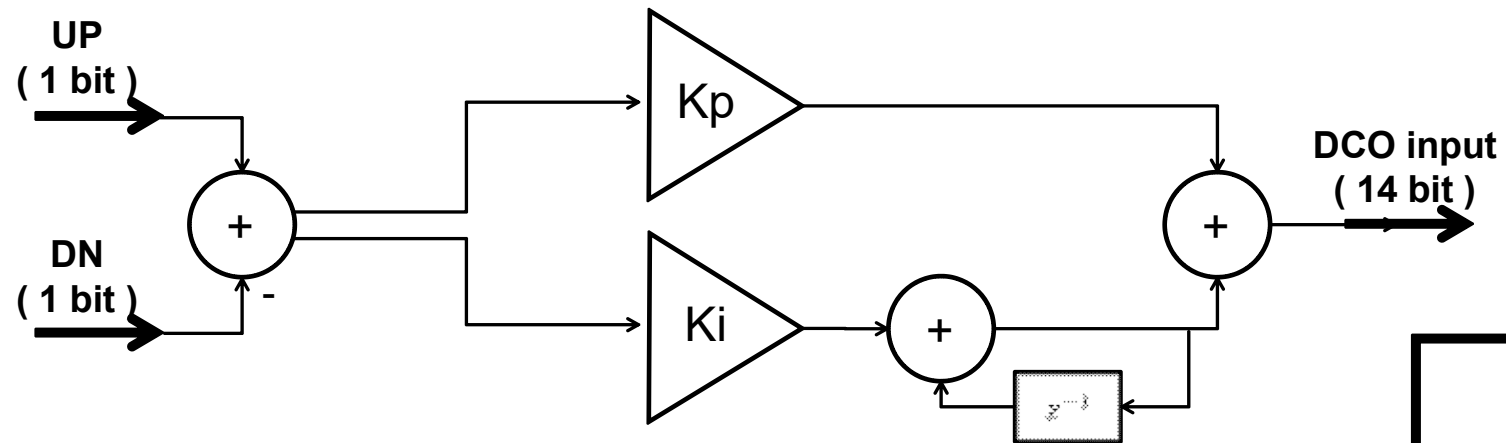 UP
( 1 bit )
Kp
+
DCO input
( 14 bit )
+
DN
( 1 bit )
-
Ki
+